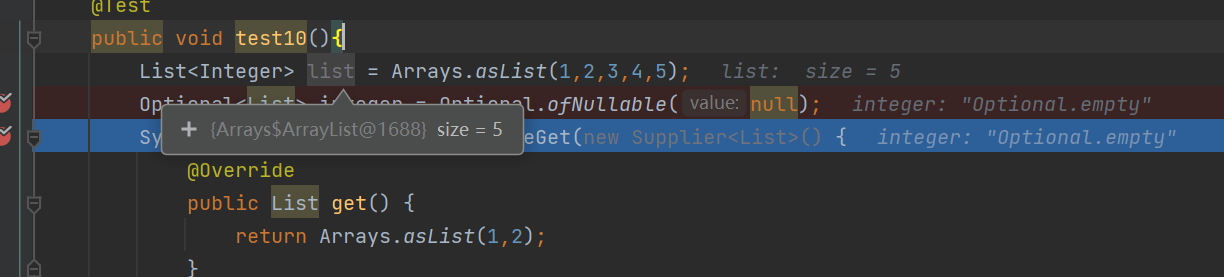 @Test
public void test10(){
List<Integer> list = Arrays.asList(1,2,3,4,5); list: size = 5
Optional<List> integer = Optional.ofNullable( value: null); integer: "Optional.empty"
+ {Arrays$ArrayList@1688} size = 5
Sy eGet(new Supplier<List>() { integer: "Optional.empty"
@Override
public List get() {
return Arrays.asList(1,2);
}